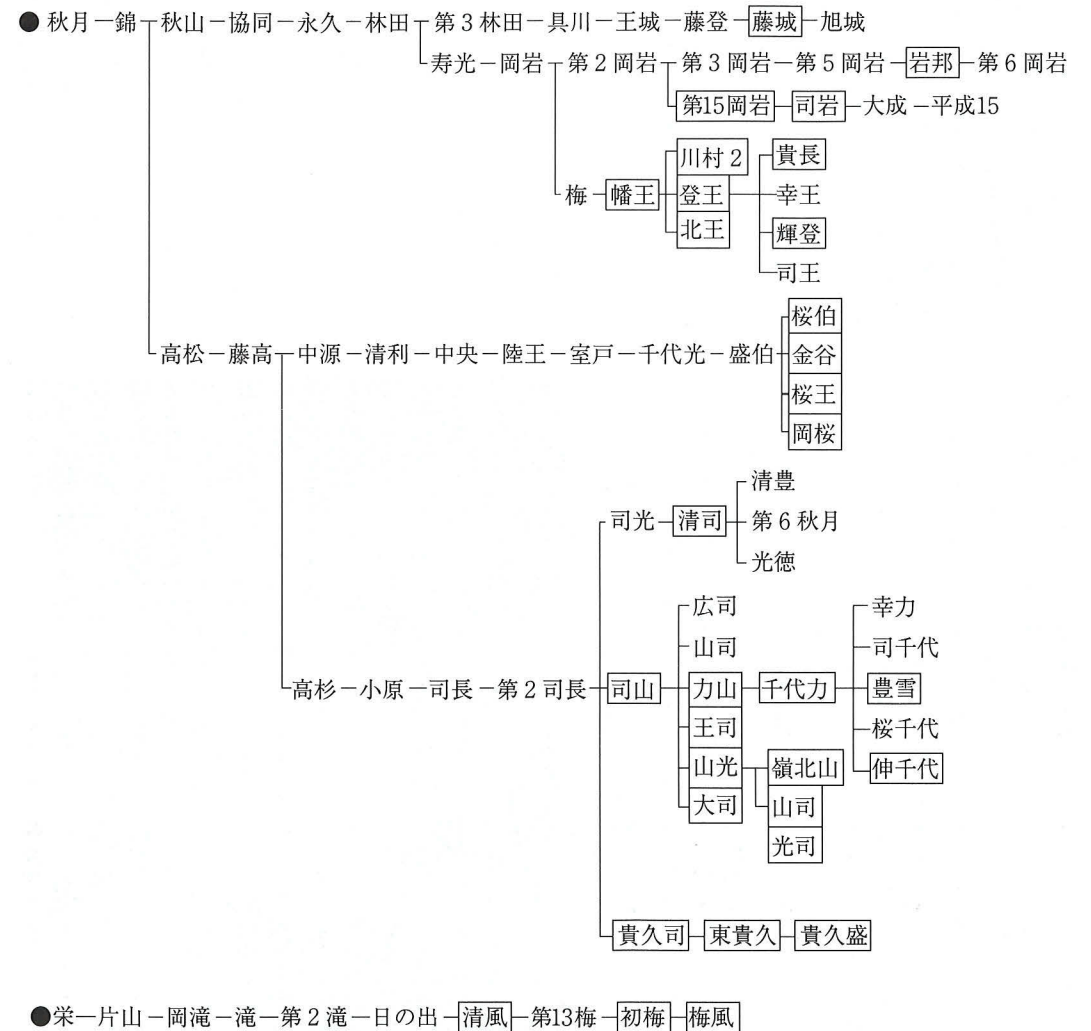 ●秋月－錦－秋山－協同－永久－林田－第3林田－具川－王城－藤登－藤城－旭城
寿光－岡岩－第2岡岩－第3岡岩－第5岡岩－岩邦－第6岡岩
第15岡岩－司岩－大成－平成15
川村2
貴長
梅－幡王－登王－幸王
北王
輝登
司王
桜伯
高松－藤高－中源－清利－中央－陸王－室戸－千代光－盛伯－金谷
桜王
岡桜
清豊
司光－清司－第6秋月
光徳
広司
幸力
山司
司千代
高杉－小原－司長－第2司長－司山－力山－千代力－豊雪
王司
桜千代
山光－嶺北山
伸千代
大司
山司
光司
貴久司－東貴久－貴久盛
●栄－片山－岡滝－滝－第2滝－日の出－清風－第13梅－初梅－梅風